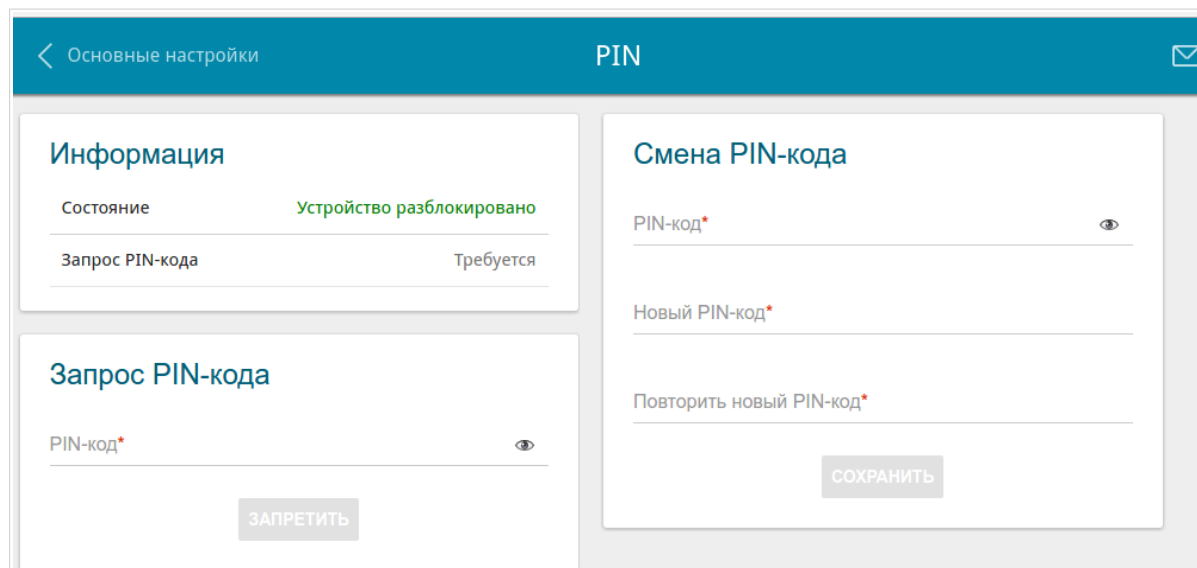 Основные настройки
PIN
Информация
Состояние Устройство разблокировано
Запрос PIN-кода Требуется
Запрос PIN-кода
PIN-код*
ЗАПРЕТИТЬ
Смена PIN-кода
PIN-код*
Новый PIN-код*
Повторить новый PIN-код*
СОХРАНИТЬ